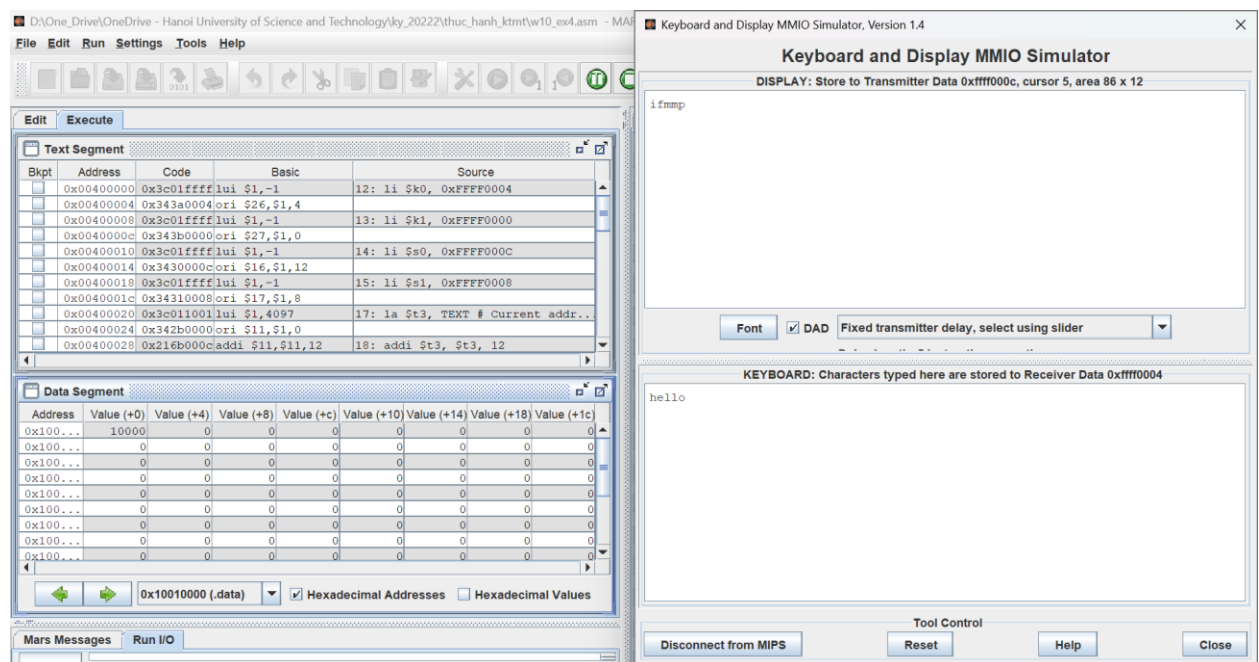 D:\One_Drive\OneDrive - Hanoi University of Science and Technology\ky_20222\thuc_hanh_ktmt\w10_ex4.asm - MAR
File Edit Run Settings Tools Help
Edit Execute
Text Segment
Bkpt Address Code Basic Source
0x00400000 0x3c01ffff lui $1,-1 12: li $k0, 0xFFFF0004
0x00400004 0x343a0004 ori $26,$1,4
0x00400008 0x3c01ffff lui $1,-1 13: li $k1, 0xFFFF0000
0x0040000c 0x343b0000 ori $27,$1,0
0x00400010 0x3c01ffff lui $1,-1 14: li $s0, 0xFFFF000C
0x00400014 0x3430000c ori $16,$1,12
0x00400018 0x3c01ffff lui $1,-1 15: li $s1, 0xFFFF0008
0x0040001c 0x34310008 ori $17,$1,8
0x00400020 0x3c011001 lui $1,4097 17: la $t3, TEXT # Current addr...
0x00400024 0x342b0000 ori $11,$1,0
0x00400028 0x216b000c addi $11,$11,12 18: addi $t3, $t3, 12
Data Segment
Address Value (+0) Value (+4) Value (+8) Value (+c) Value (+10) Value (+14) Value (+18) Value (+1c)
0x100... 10000 0 0 0 0 0 0 0
0x100... 0 0 0 0 0 0 0 0
0x100... 0 0 0 0 0 0 0 0
0x100... 0 0 0 0 0 0 0 0
0x100... 0 0 0 0 0 0 0 0
0x100... 0 0 0 0 0 0 0 0
0x100... 0 0 0 0 0 0 0 0
0x100... 0 0 0 0 0 0 0 0
0x100... 0 0 0 0 0 0 0 0
0x10010000 (.data) Hexadecimal Addresses Hexadecimal Values
Mars Messages Run I/O
Keyboard and Display MMIO Simulator, Version 1.4
Keyboard and Display MMIO Simulator
DISPLAY: Store to Transmitter Data 0xffff000c, cursor 5, area 86 x 12
ifmmp
Font DAD Fixed transmitter delay, select using slider
KEYBOARD: Characters typed here are stored to Receiver Data 0xffff0004
hello
Tool Control
Disconnect from MIPS Reset Help Close